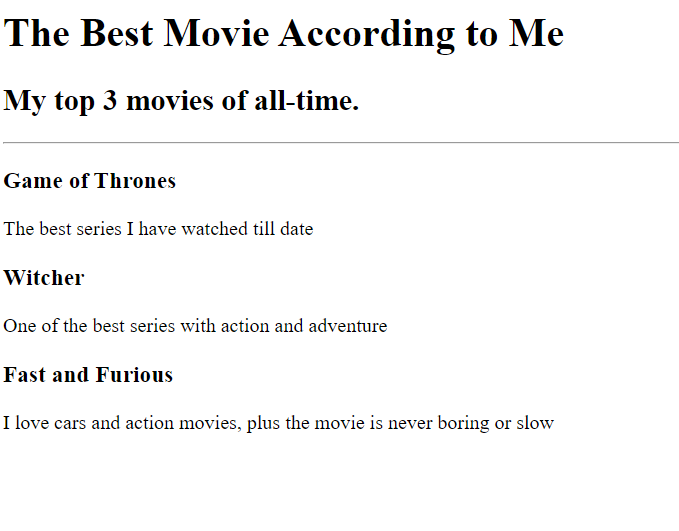 The Best Movie According to Me
My top 3 movies of all-time.
Game of Thrones
The best series I have watched till date
Witcher
One of the best series with action and adventure
Fast and Furious
I love cars and action movies, plus the movie is never boring or slow